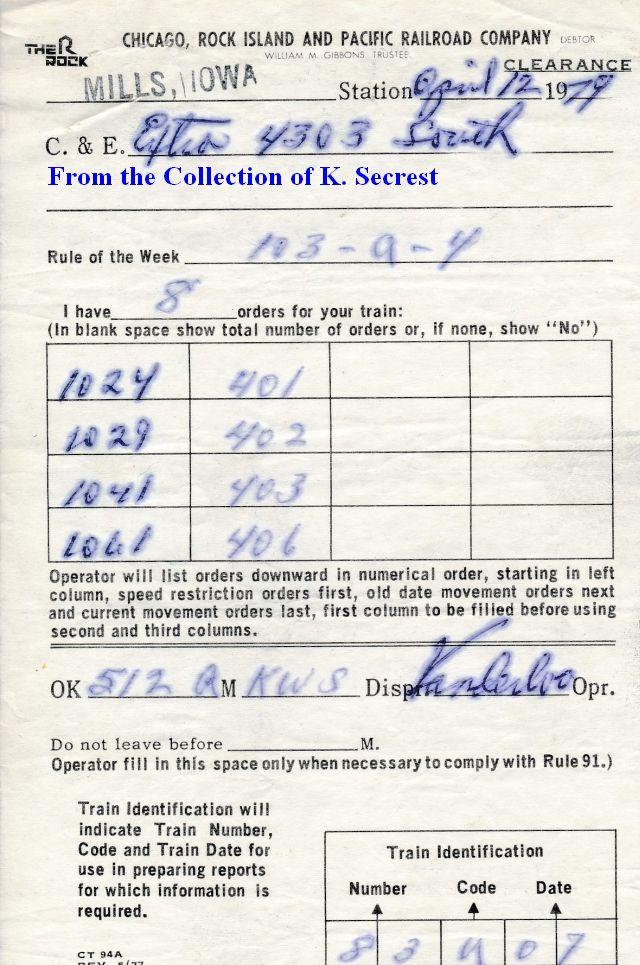 THE R ROCK
CHICAGO, ROCK ISLAND AND PACIFIC RAILROAD COMPANY DEBTOR
WILLIAM M. GIBBONS, TRUSTEE
CLEARANCE
MILLS, IOWA Station April 12 1979
C. & E. Extra 4303 South
From the Collection of K. Secrest
Rule of the Week 103-a-4
I have 8 orders for your train:
(In blank space show total number of orders or, if none, show "No")
1024 401
1029 402
1041 403
1061 406
Operator will list orders downward in numerical order, starting in left
column, speed restriction orders first, old date movement orders next
and current movement orders last, first column to be filled before using
second and third columns.
OK 512 A M KWS Dispr. Vanderloo Opr.
Do not leave before M.
Operator fill in this space only when necessary to comply with Rule 91.)
Train Identification will
indicate Train Number,
Code and Train Date for
use in preparing reports
for which information is
required.
Train Identification
Number Code Date
8 3 07
CT 94A
REV. 5/77